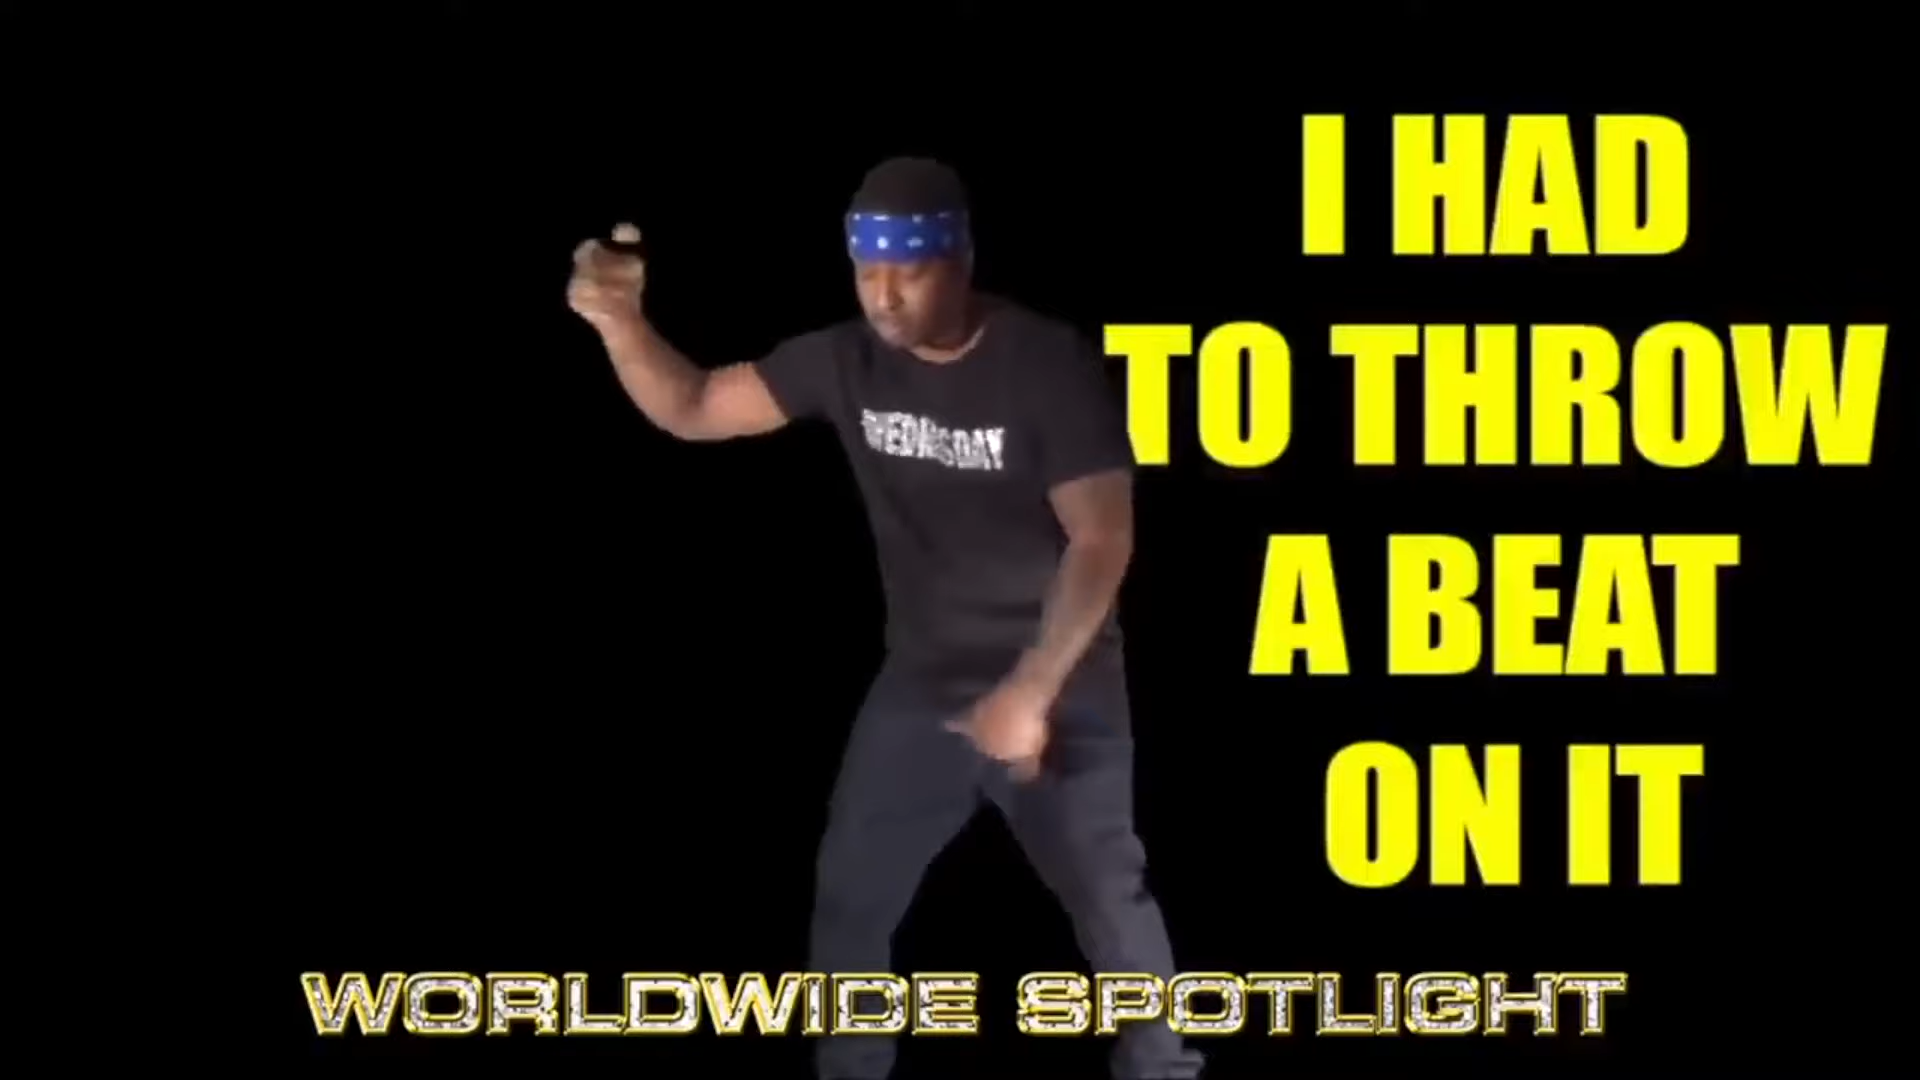 I HAD
TO THROW
A BEAT
ON IT
WEDNESDAY
WORLDWIDE SPOTLIGHT